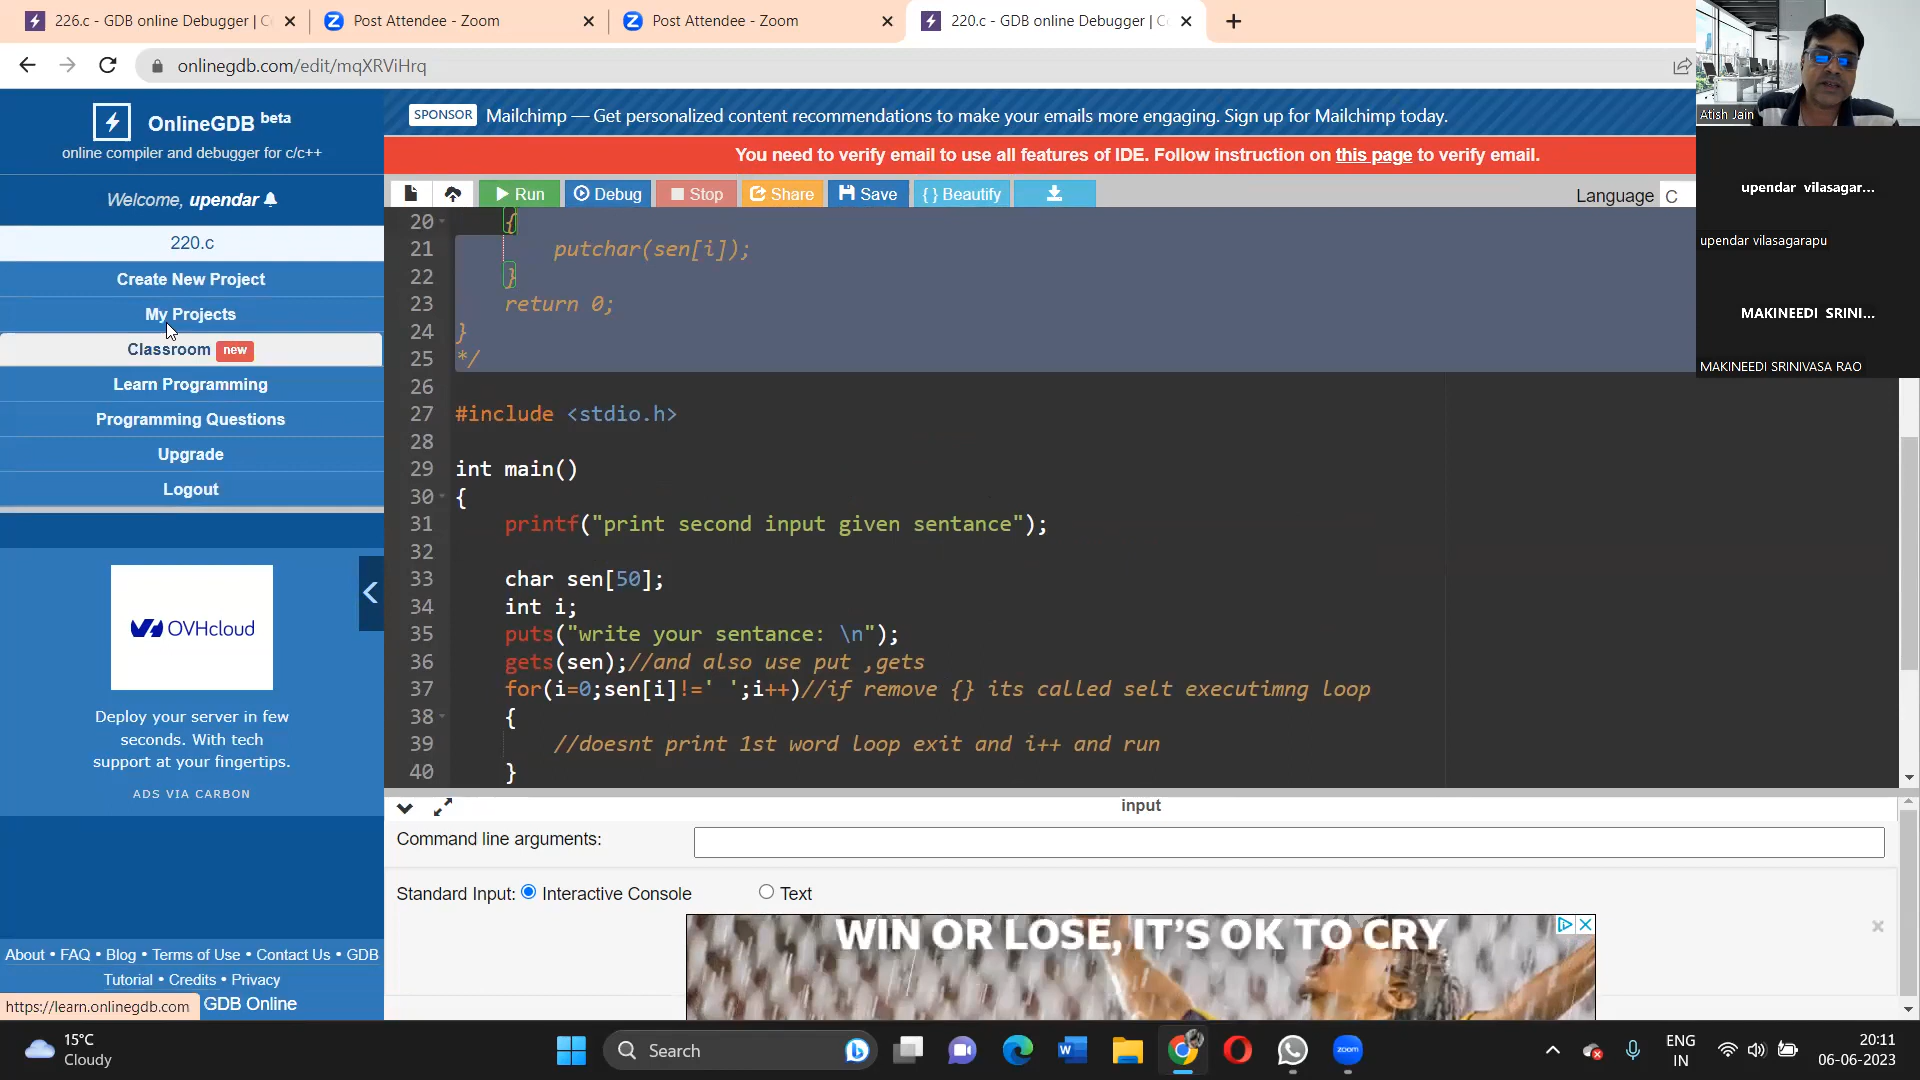 226.c - GDB online Debugger | C
Post Attendee - Zoom
Post Attendee - Zoom
220.c - GDB online Debugger | C
onlinegdb.com/edit/mqXRViHrq
OnlineGDB beta
online compiler and debugger for c/c++
Welcome, upendar
220.c
Create New Project
My Projects
Classroom new
Learn Programming
Programming Questions
Upgrade
Logout
OVHcloud
Deploy your server in few
seconds. With tech
support at your fingertips.
ADS VIA CARBON
About • FAQ • Blog • Terms of Use • Contact Us • GDB
Tutorial • Credits • Privacy
https://learn.onlinegdb.com GDB Online
SPONSOR Mailchimp — Get personalized content recommendations to make your emails more engaging. Sign up for Mailchimp today.
You need to verify email to use all features of IDE. Follow instruction on this page to verify email.
Run Debug Stop Share Save { } Beautify Language C
20 {
21 putchar(sen[i]);
22 }
23 return 0;
24 }
25 */
26
27 #include <stdio.h>
28
29 int main()
30 {
31 printf("print second input given sentance");
32
33 char sen[50];
34 int i;
35 puts("write your sentance: \n");
36 gets(sen);//and also use put ,gets
37 for(i=0;sen[i]!=' ';i++)//if remove {} its called selt executimng loop
38 {
39 //doesnt print 1st word loop exit and i++ and run
40 }
input
Command line arguments:
Standard Input: Interactive Console Text
WIN OR LOSE, IT'S OK TO CRY
Atish Jain
upendar vilasagar...
upendar vilasagarapu
MAKINEEDI SRINI...
MAKINEEDI SRINIVASA RAO
15°C
Cloudy
Search
zoom
ENG
IN
20:11
06-06-2023